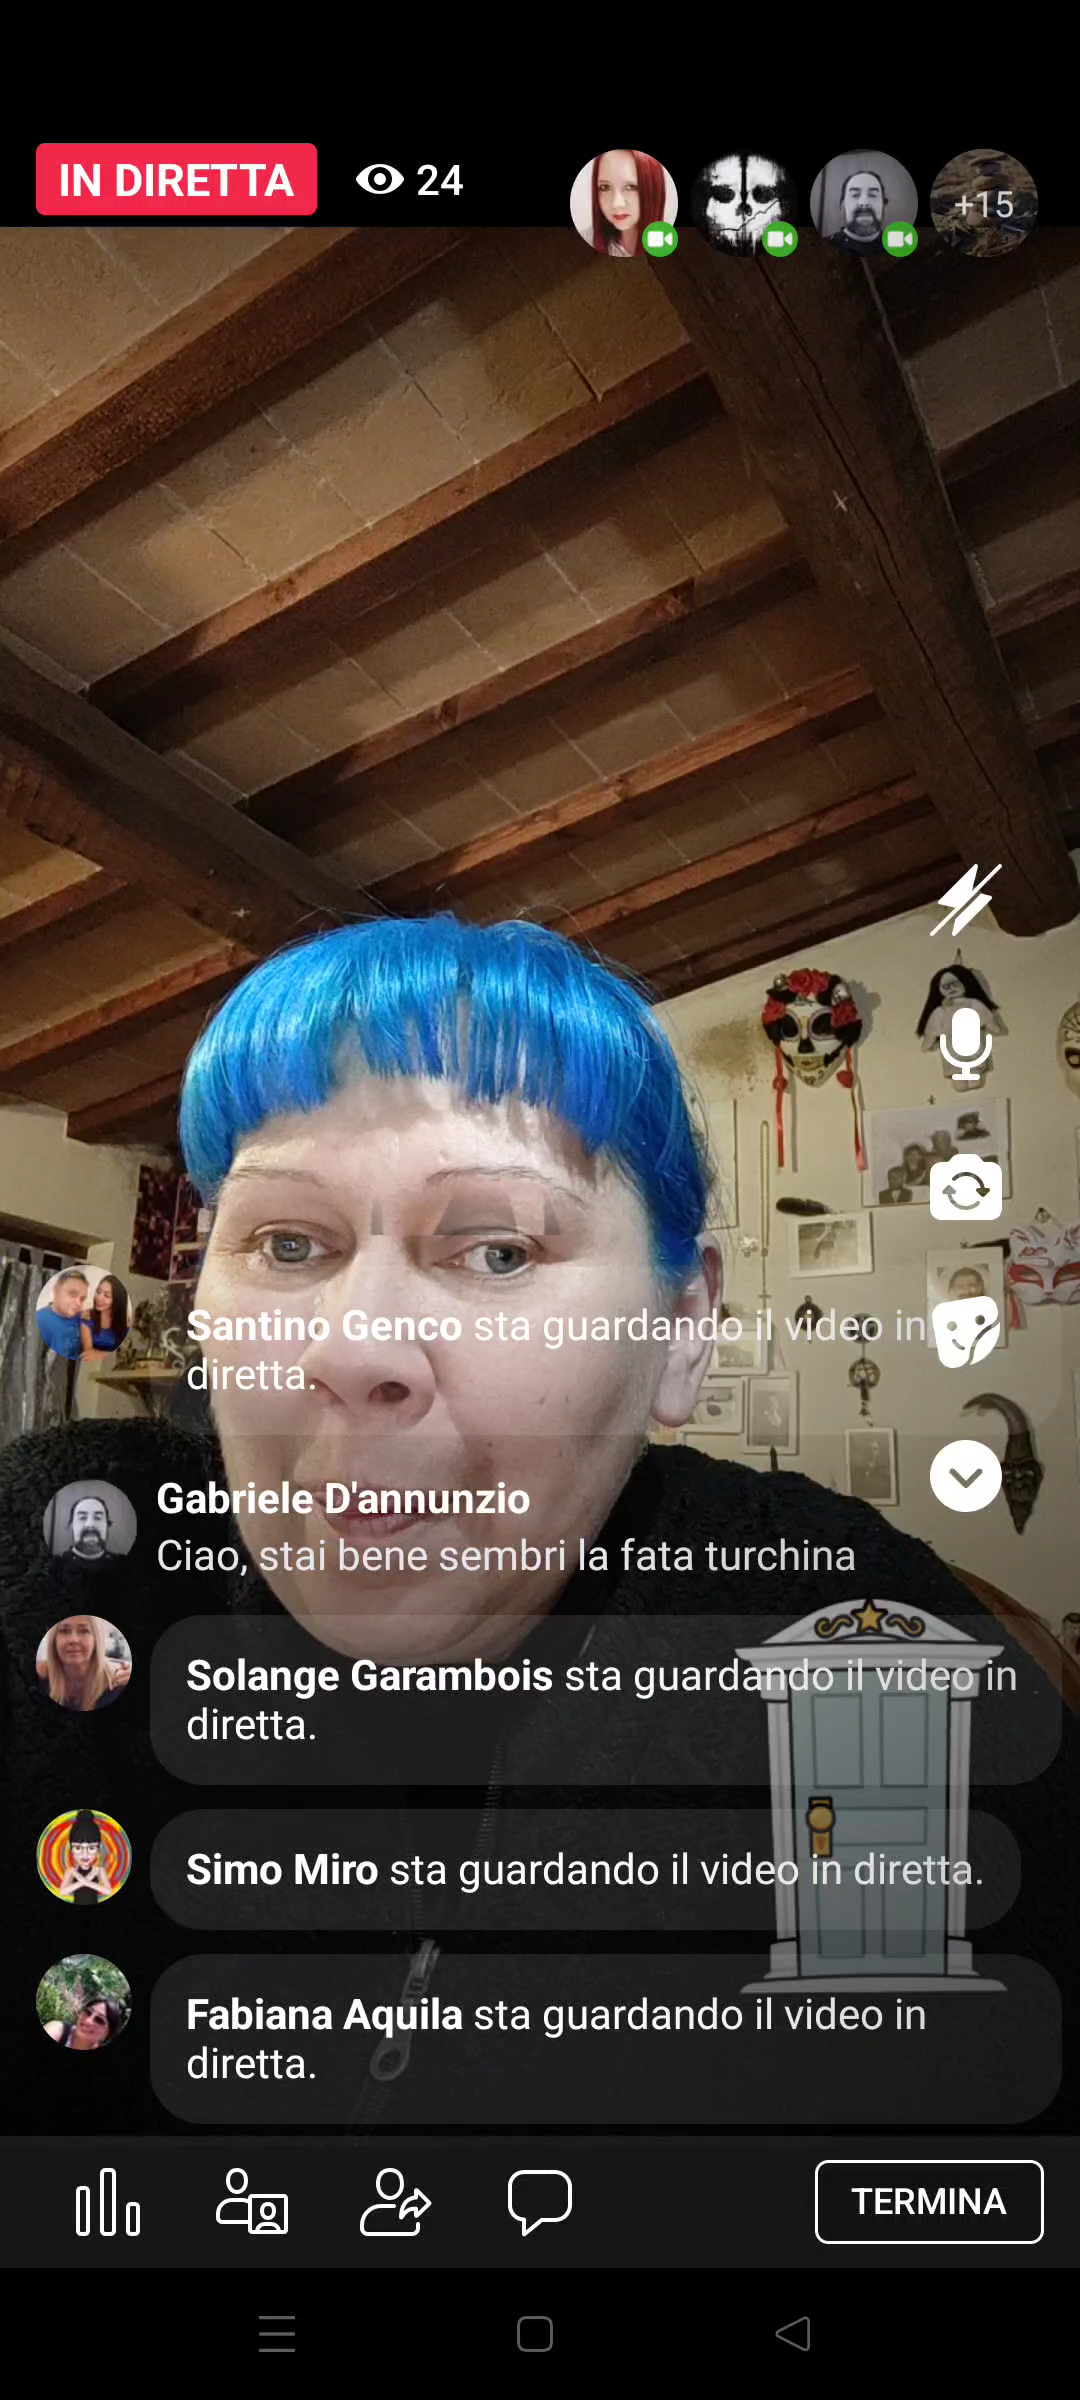 IN DIRETTA
24
+15
Santino Genco sta guardando il video in
diretta.
Gabriele D'annunzio
Ciao, stai bene sembri la fata turchina
Solange Garambois sta guardando il video in
diretta.
Simo Miro sta guardando il video in diretta.
Fabiana Aquila sta guardando il video in
diretta.
TERMINA